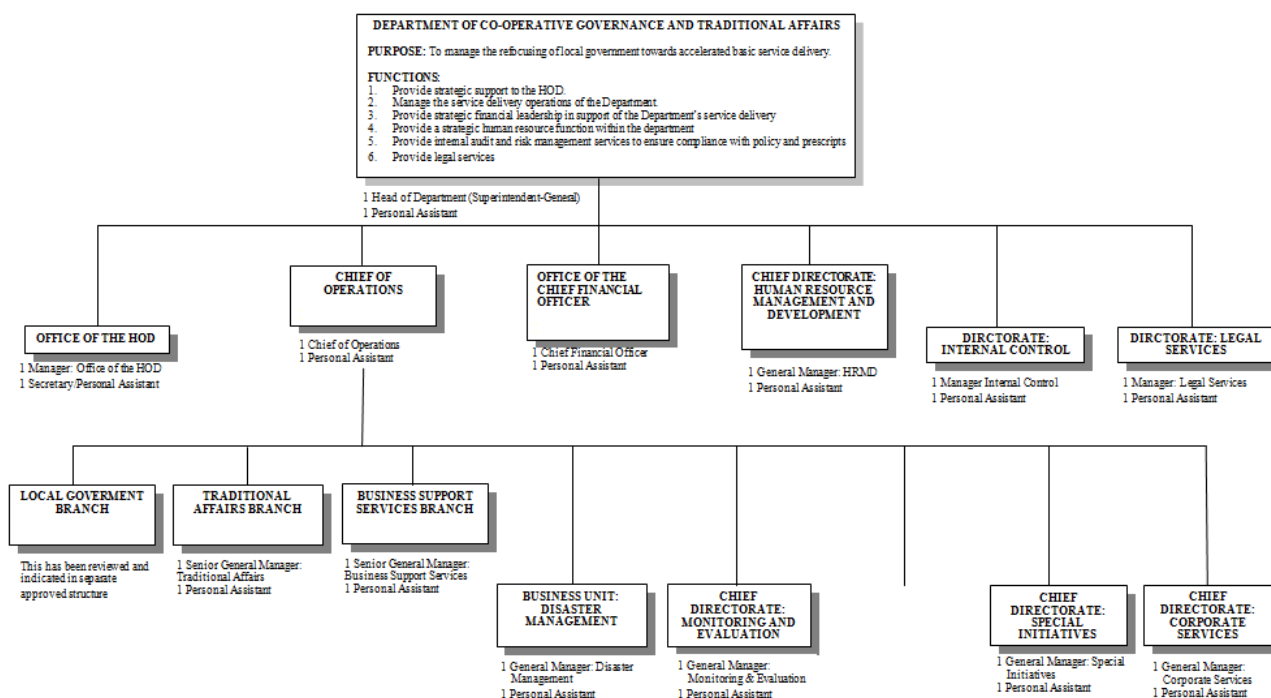 DEPARTMENT OF CO-OPERATIVE GOVERNANCE AND TRADITIONAL AFFAIRS
PURPOSE: To manage the refocusing of local government towards accelerated basic service delivery.
FUNCTIONS:
1. Provide strategic support to the HOD.
2. Manage the service delivery operations of the Department.
3. Provide strategic financial leadership in support of the Department's service delivery
4. Provide a strategic human resource function within the department
5. Provide internal audit and risk management services to ensure compliance with policy and prescripts
6. Provide legal services
1 Head of Department (Superintendent-General)
1 Personal Assistant
OFFICE OF THE HOD
1 Manager: Office of the HOD
1 Secretary/Personal Assistant
CHIEF OF
OPERATIONS
1 Chief of Operations
1 Personal Assistant
OFFICE OF THE
CHIEF FINANCIAL
OFFICER
1 Chief Financial Officer
1 Personal Assistant
CHIEF DIRECTORATE:
HUMAN RESOURCE
MANAGEMENT AND
DEVELOPMENT
1 General Manager: HRMD
1 Personal Assistant
DIRCTORATE:
INTERNAL CONTROL
1 Manager Internal Control
1 Personal Assistant
DIRCTORATE: LEGAL
SERVICES
1 Manager: Legal Services
1 Personal Assistant
LOCAL GOVERMENT
BRANCH
This has been reviewed and
indicated in separate
approved structure
TRADITIONAL
AFFAIRS BRANCH
1 Senior General Manager:
Traditional Affairs
1 Personal Assistant
BUSINESS SUPPORT
SERVICES BRANCH
1 Senior General Manager:
Business Support Services
1 Personal Assistant
BUSINESS UNIT:
DISASTER
MANAGEMENT
1 General Manager: Disaster
Management
1 Personal Assistant
CHIEF
DIRECTORATE:
MONITORING AND
EVALUATION
1 General Manager:
Monitoring & Evaluation
1 Personal Assistant
CHIEF
DIRECTORATE:
SPECIAL
INITIATIVES
1 General Manager: Special
Initiatives
1 Personal Assistant
CHIEF
DIRECTORATE:
CORPORATE
SERVICES
1 General Manager:
Corporate Services
1 Personal Assistant